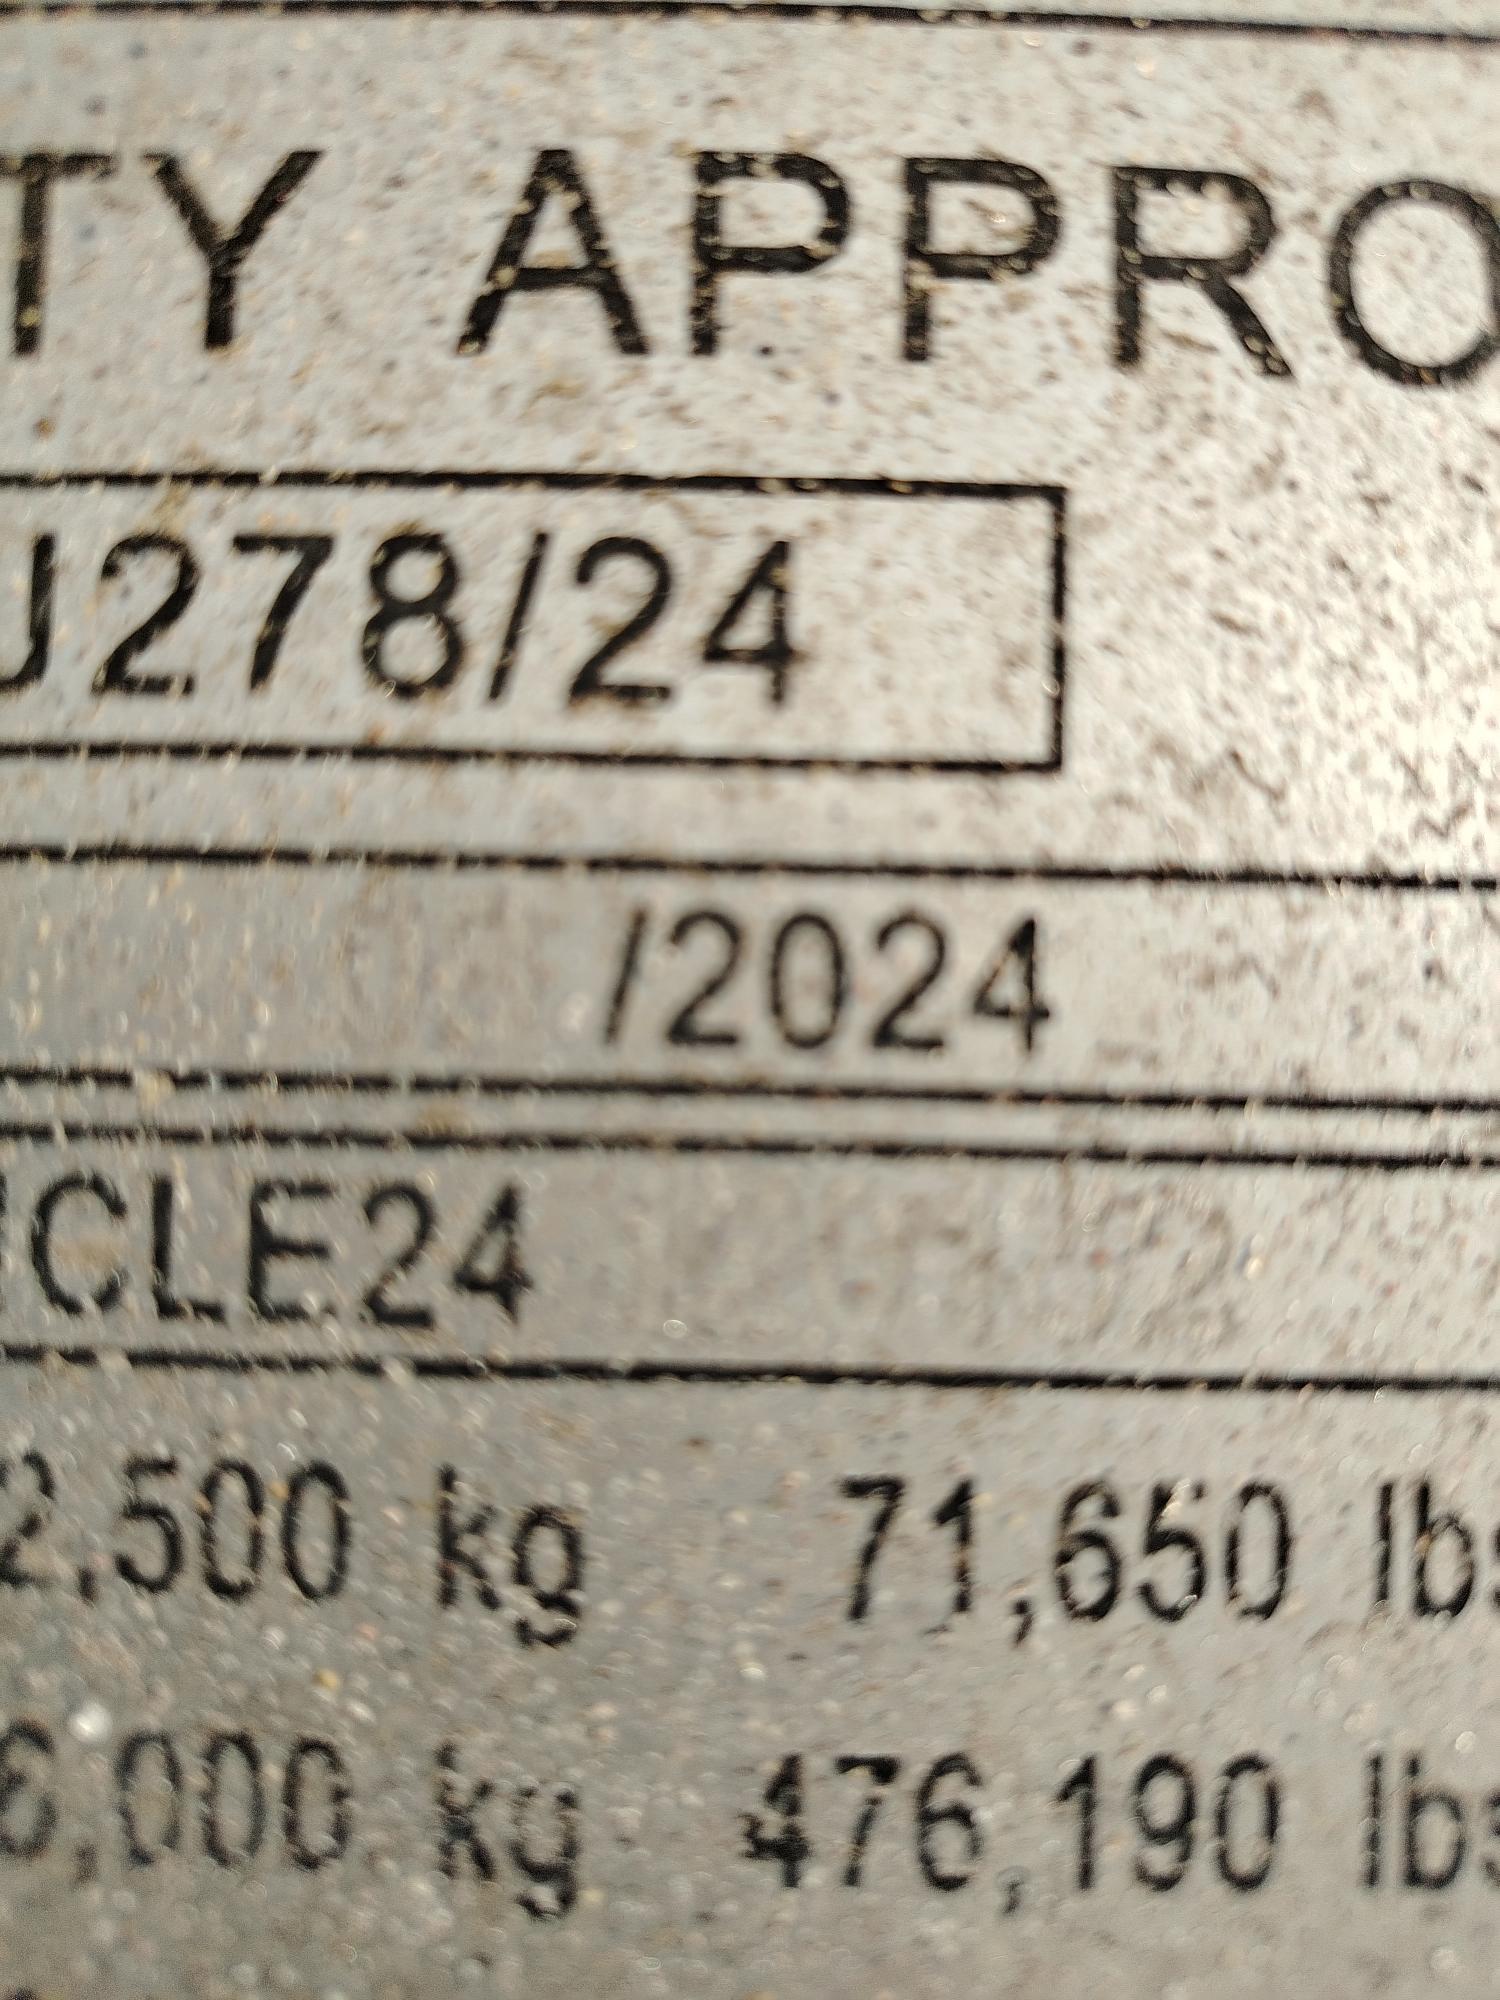 TY APPRO
J278/24
/2024
CLE24
2,500 kg 71,650 lbs
6,000 kg 476,190 lbs